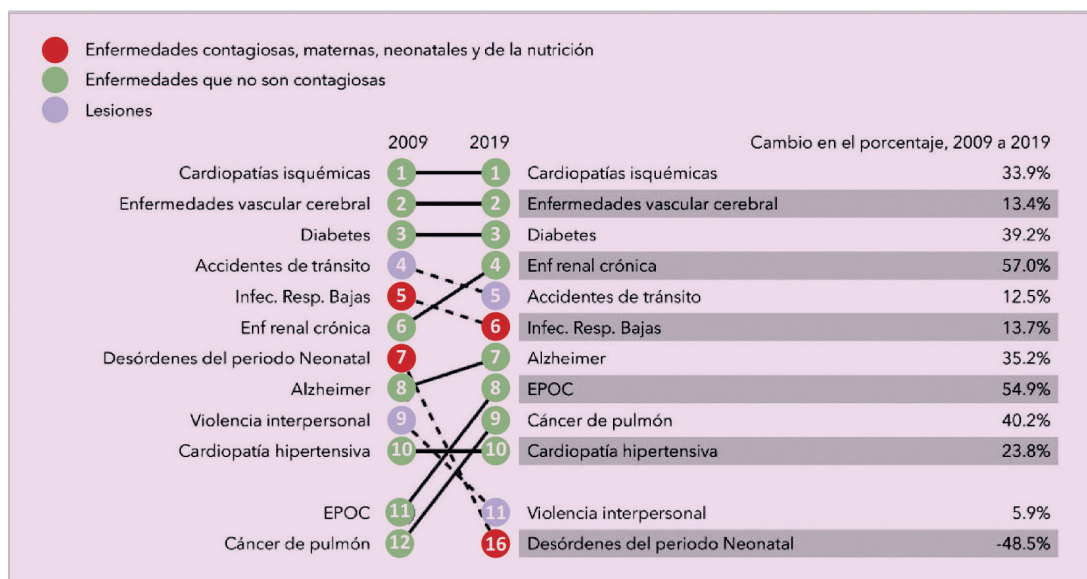 Enfermedades contagiosas, maternas, neonatales y de la nutrición
Enfermedades que no son contagiosas
Lesiones
2009 2019 Cambio en el porcentaje, 2009 a 2019
Cardiopatías isquémicas 1 1 Cardiopatías isquémicas 33.9%
Enfermedades vascular cerebral 2 2 Enfermedades vascular cerebral 13.4%
Diabetes 3 3 Diabetes 39.2%
Accidentes de tránsito 4 4 Enf renal crónica 57.0%
Infec. Resp. Bajas 5 5 Accidentes de tránsito 12.5%
Enf renal crónica 6 6 Infec. Resp. Bajas 13.7%
Desórdenes del periodo Neonatal 7 7 Alzheimer 35.2%
Alzheimer 8 8 EPOC 54.9%
Violencia interpersonal 9 9 Cáncer de pulmón 40.2%
Cardiopatía hipertensiva 10 10 Cardiopatía hipertensiva 23.8%
EPOC 11 11 Violencia interpersonal 5.9%
Cáncer de pulmón 12 16 Desórdenes del periodo Neonatal -48.5%